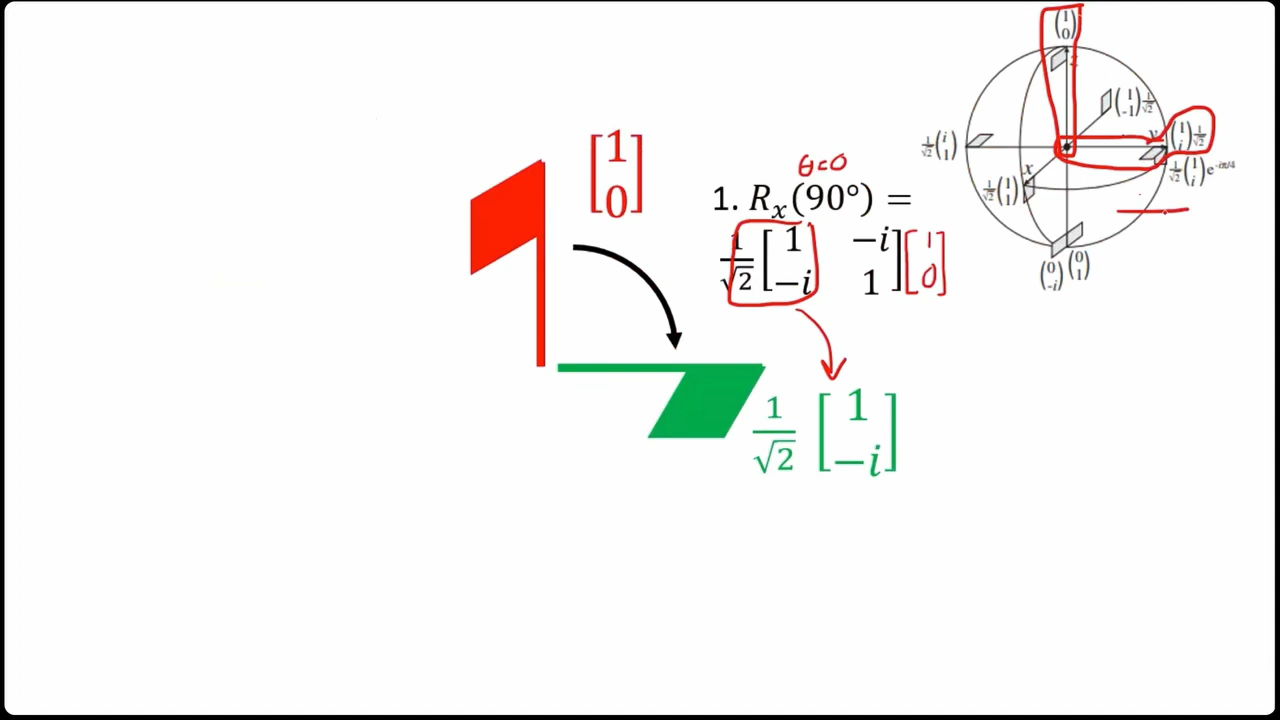 [1
0]
θ=0
1. Rₓ(90°) =
1/√2 [1 −i
−i 1] [1
0]
1/√2 [1
−i]
(1
0)
z
(1
-1) 1/√2
1/√2 (i
1)
y
(1
i) 1/√2
1/√2 (1
i) e^{-iπ/4}
x
1/√2 (1
1)
(0
-i) (0
1)